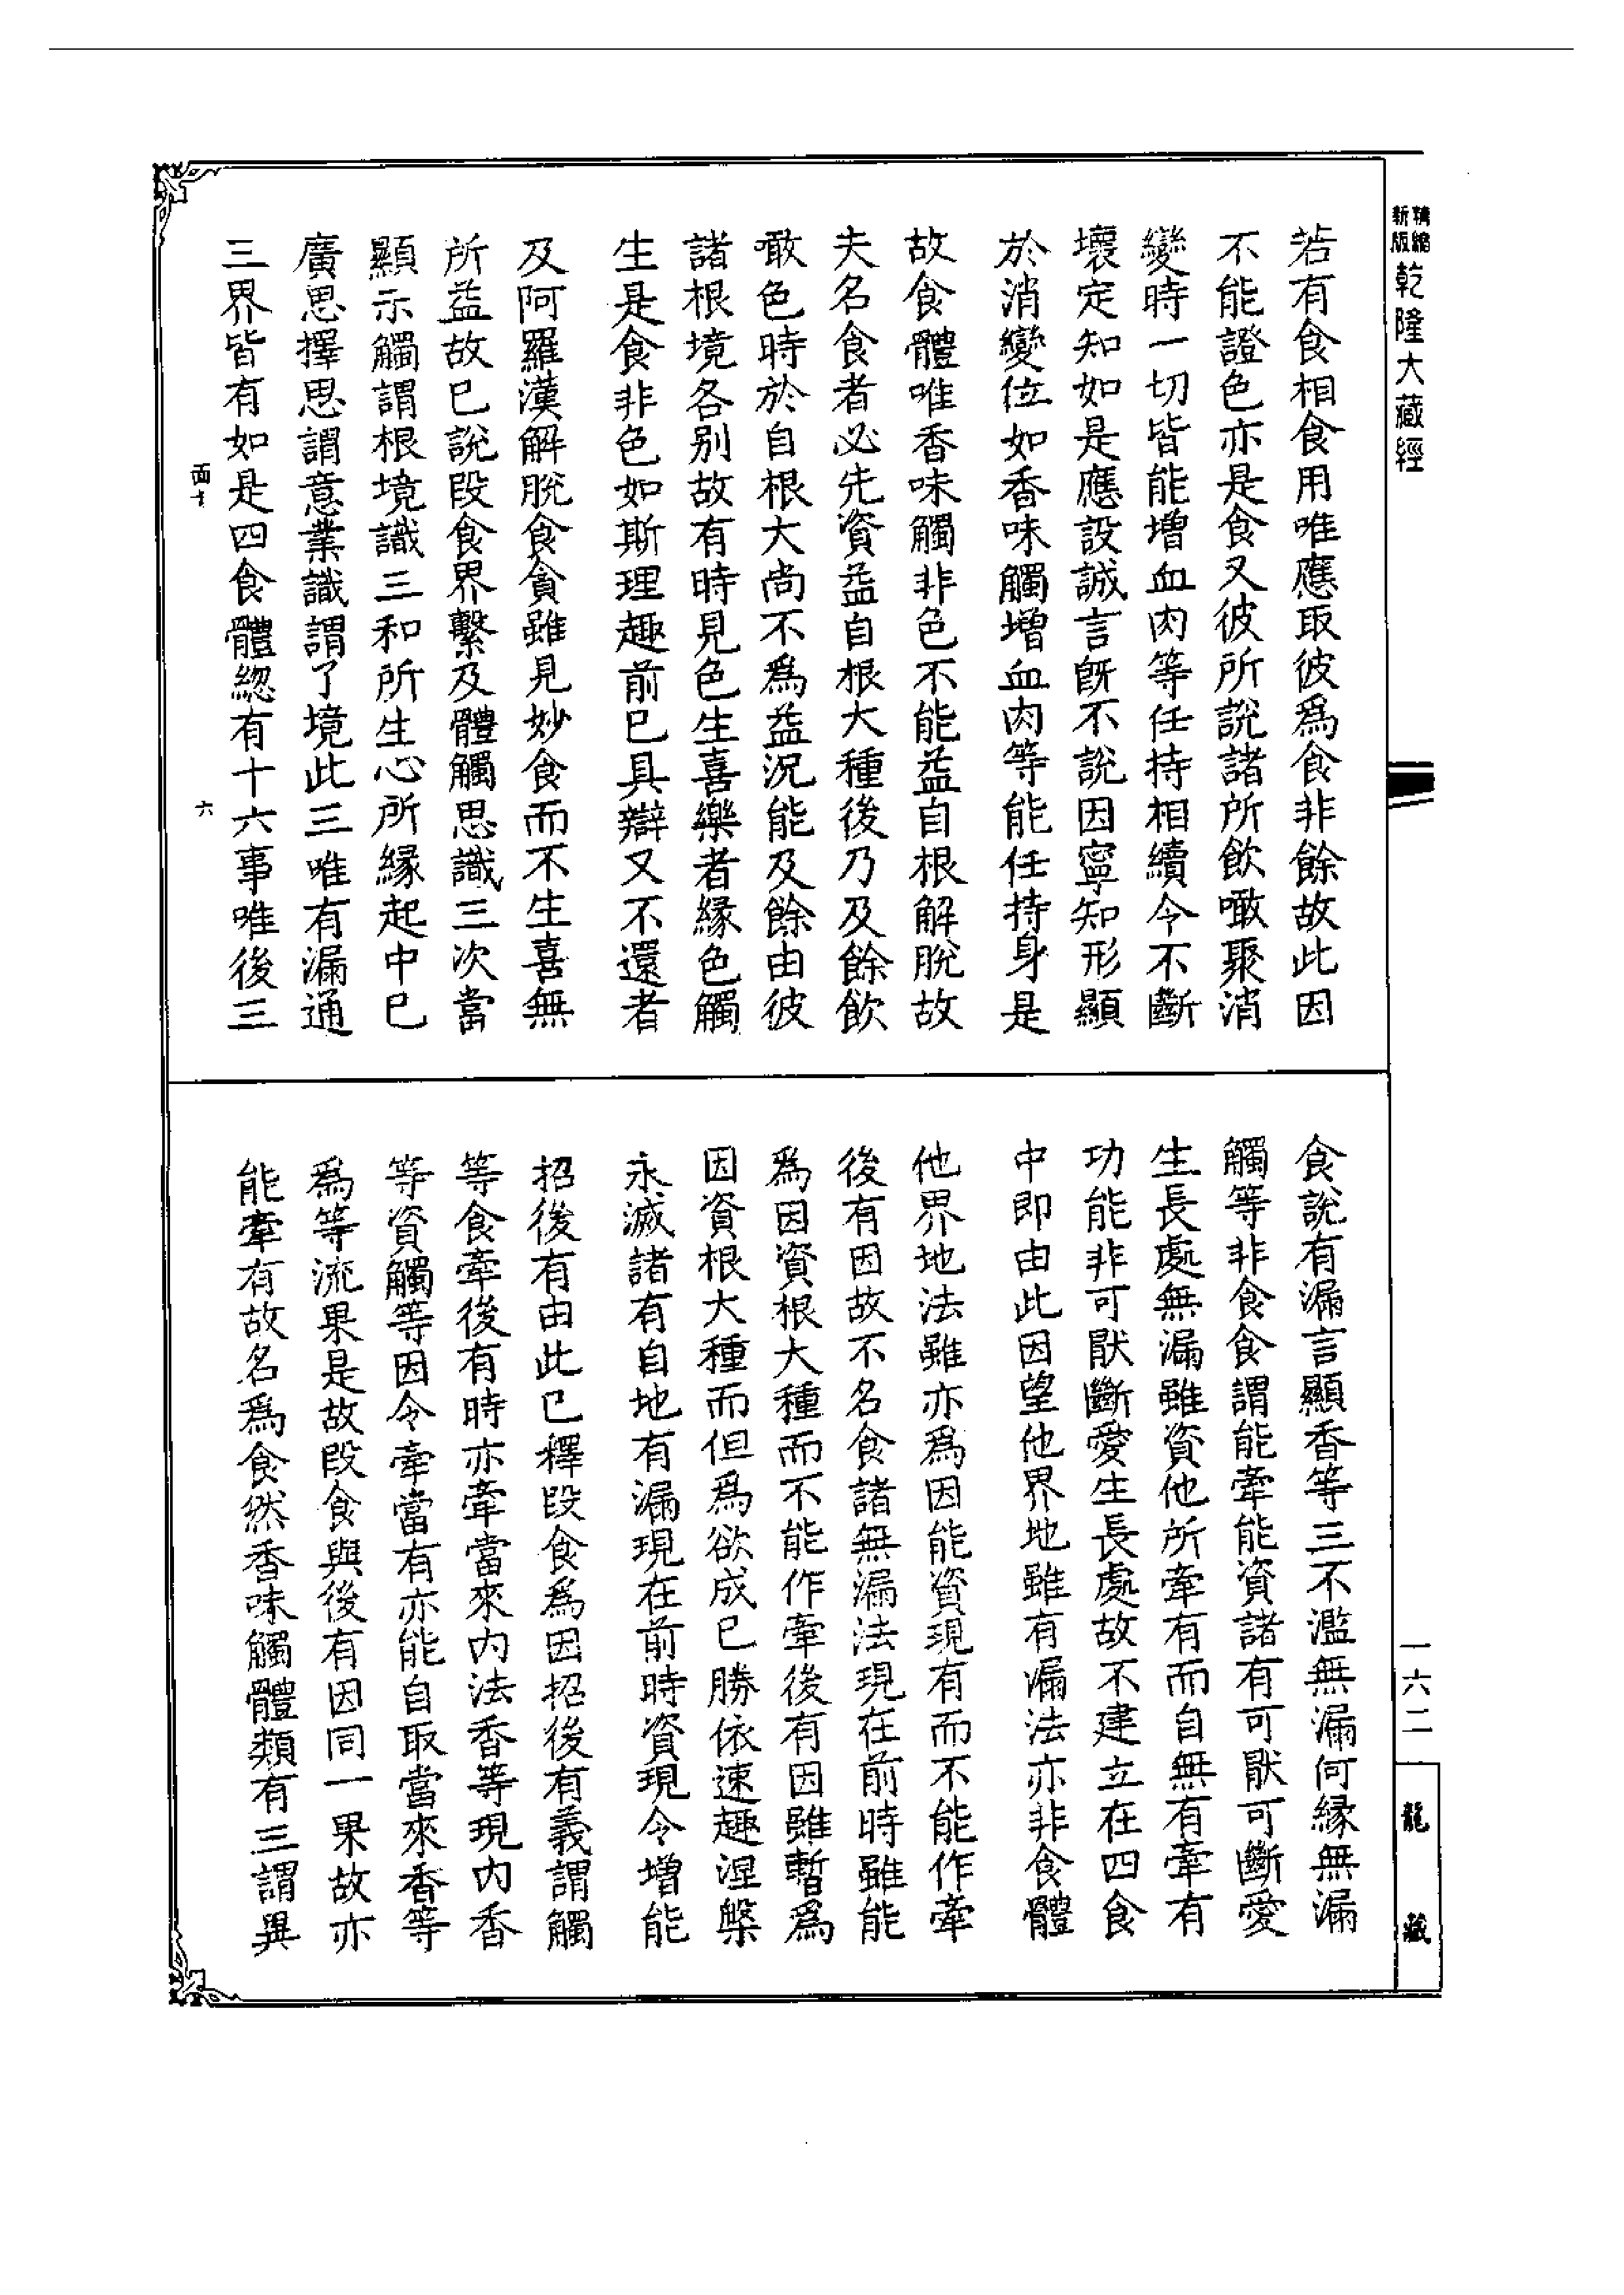 精縮新版
乾隆大藏經
若有食相食用唯應取彼爲食非餘故此因
不能證色亦是食又彼所說諸所飲噉聚消
變時一切皆能增血肉等任持相續令不斷
壞定知如是應設誠言旣不說因寧知形顯
於消變位如香味觸增血肉等能任持身是
故食體唯香味觸非色不能益自根解脫故
夫名食者必先資益自根大種後乃及餘飲
噉色時於自根大尚不爲益況能及餘由彼
諸根境各別故有時見色生喜樂者緣色觸
生是食非色如斯理趣前已具辯又不還者
及阿羅漢解脫食貪雖見妙食而不生喜無
所益故已說段食界繫及體觸思識三次當
顯示觸謂根境識三和所生心所緣起中已
廣思擇思謂意業識謂了境此三唯有漏通
三界皆有如是四食體總有十六事唯後三
六
食說有漏言顯香等三不濫無漏何緣無漏
觸等非食食謂能牽能資諸有可厭可斷愛
生長處無漏雖資他所牽有而自無有牽有
功能非可厭斷愛生長處故不建立在四食
中即由此因望他界地雖有漏法亦非食體
他界地法雖亦爲因能資現有而不能作牽
後有因故不名食諸無漏法現在前時雖能
爲因資根大種而不能作牽後有因雖暫爲
因資根大種而但爲欲成已勝依速趣涅槃
永滅諸有自地有漏現在前時資現令增能
招後有由此已釋段食爲因招後有義謂觸
等食牽後有時亦牽當來內法香等現內香
等資觸等因令牽當有亦能自取當來香等
爲等流果是故段食與後有因同一果故亦
能牽有故名爲食然香味觸體類有三謂異
一六二
龍藏